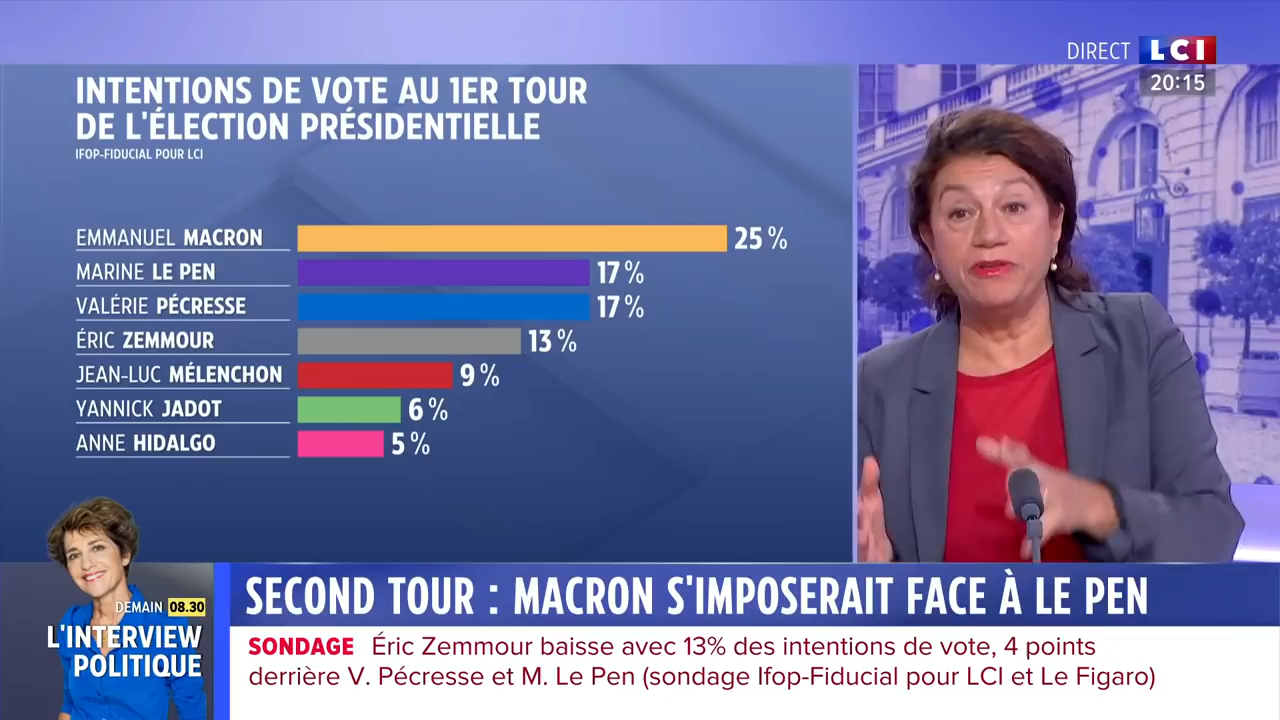 DIRECT LCI
20:15
INTENTIONS DE VOTE AU 1ER TOUR
DE L'ÉLECTION PRÉSIDENTIELLE
IFOP-FIDUCIAL POUR LCI
EMMANUEL MACRON 25 %
MARINE LE PEN 17 %
VALÉRIE PÉCRESSE 17 %
ÉRIC ZEMMOUR 13 %
JEAN-LUC MÉLENCHON 9 %
YANNICK JADOT 6 %
ANNE HIDALGO 5 %
DEMAIN 08.30
L'INTERVIEW
POLITIQUE
SECOND TOUR : MACRON S'IMPOSERAIT FACE À LE PEN
SONDAGE Éric Zemmour baisse avec 13% des intentions de vote, 4 points
derrière V. Pécresse et M. Le Pen (sondage Ifop-Fiducial pour LCI et Le Figaro)